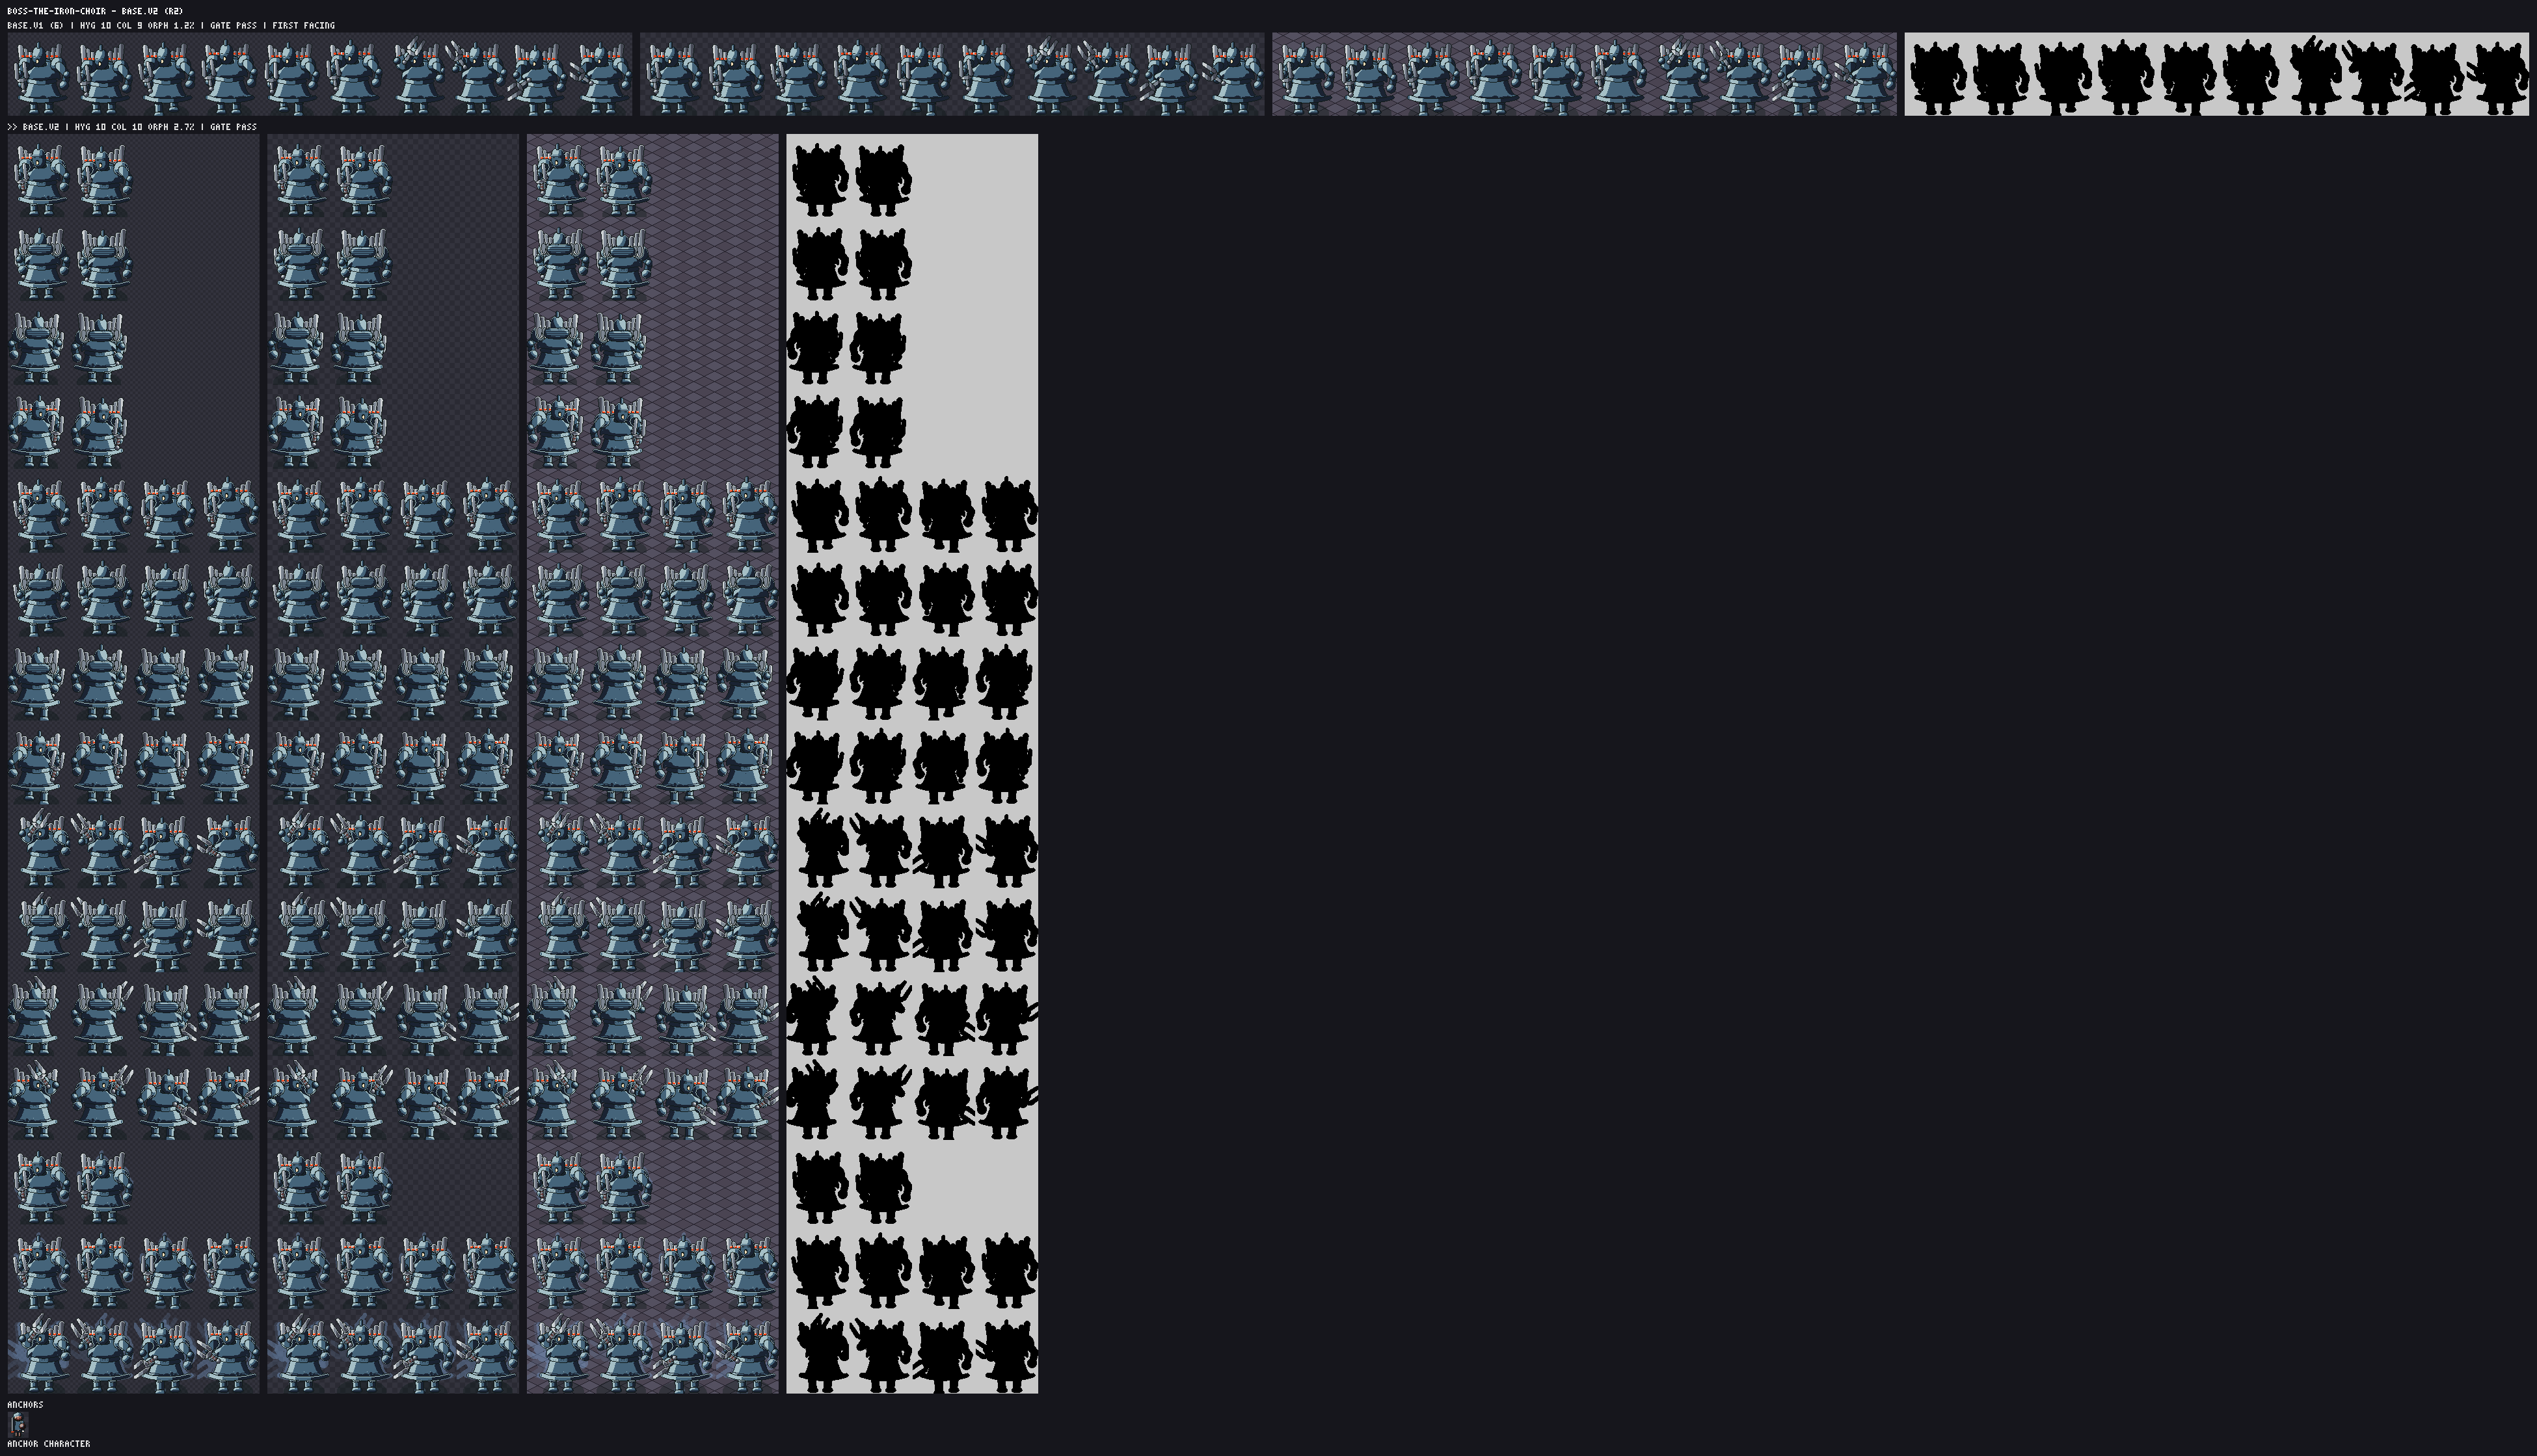 BOSS-THE-IRON-CHOIR - BASE.V2 (R2)
BASE.V1 (6) | HYG 10 COL 9 ORPH 1.2% | GATE PASS | FIRST FACING
>> BASE.V2 | HYG 10 COL 10 ORPH 2.7% | GATE PASS
ANCHORS
ANCHOR CHARACTER